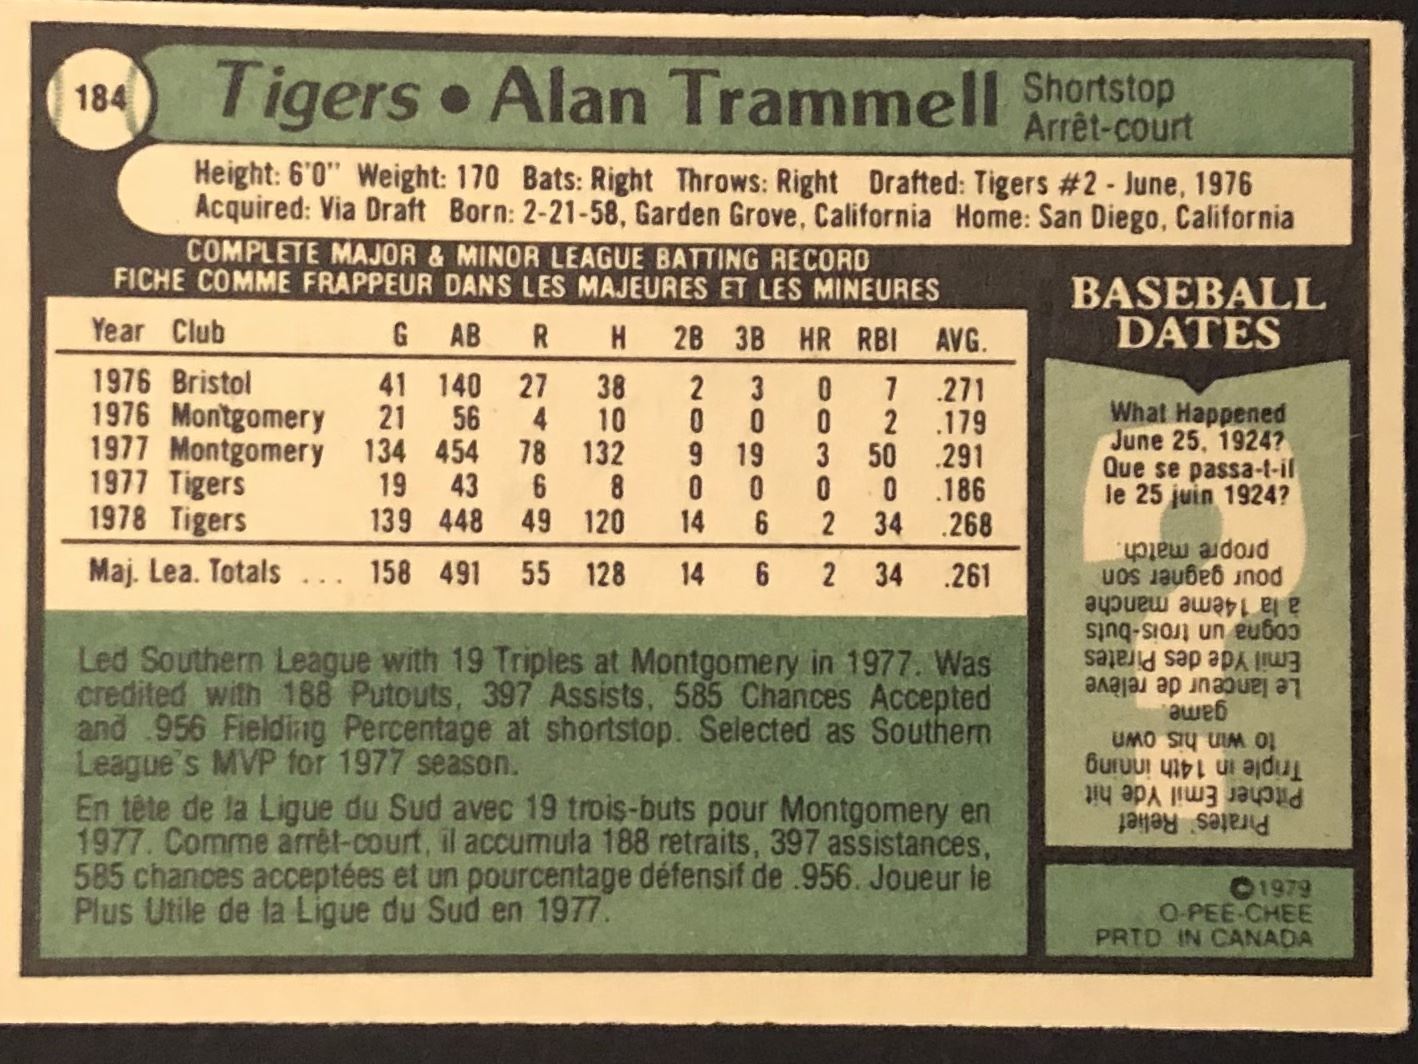 184
Tigers • Alan Trammell
Shortstop
Arrêt-court
Height: 6'0" Weight: 170 Bats: Right Throws: Right Drafted: Tigers #2 - June, 1976
Acquired: Via Draft Born: 2-21-58, Garden Grove, California Home: San Diego, California
COMPLETE MAJOR & MINOR LEAGUE BATTING RECORD
FICHE COMME FRAPPEUR DANS LES MAJEURES ET LES MINEURES
Year Club G AB R H 2B 3B HR RBI AVG.
1976 Bristol 41 140 27 38 2 3 0 7 .271
1976 Montgomery 21 56 4 10 0 0 0 2 .179
1977 Montgomery 134 454 78 132 9 19 3 50 .291
1977 Tigers 19 43 6 8 0 0 0 0 .186
1978 Tigers 139 448 49 120 14 6 2 34 .268
Maj. Lea. Totals ... 158 491 55 128 14 6 2 34 .261
Led Southern League with 19 Triples at Montgomery in 1977. Was
credited with 188 Putouts, 397 Assists, 585 Chances Accepted
and .956 Fielding Percentage at shortstop. Selected as Southern
League's MVP for 1977 season.
En tête de la Ligue du Sud avec 19 trois-buts pour Montgomery en
1977. Comme arrêt-court, il accumula 188 retraits, 397 assistances,
585 chances acceptées et un pourcentage défensif de .956. Joueur le
Plus Utile de la Ligue du Sud en 1977.
BASEBALL
DATES
What Happened
June 25, 1924?
Que se passa-t-il
le 25 juin 1924?
Pirates' Relief
Pitcher Emil Yde hit
Triple in 14th inning
to win his own
game.
Le lanceur de relève
Emil Yde des Pirates
cogna un trois-buts
à la 14ème manche
pour gagner son
propre match.
©1979
O-PEE-CHEE
PRTD IN CANADA